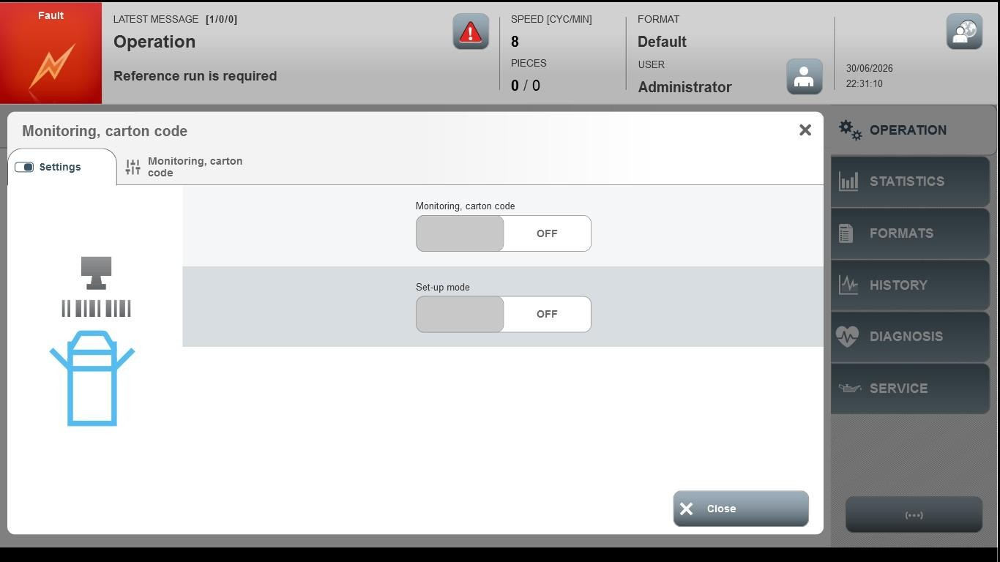 Fault
LATEST MESSAGE [1/0/0]
Operation
Reference run is required
SPEED [CYC/MIN]
8
PIECES
0 / 0
FORMAT
Default
USER
Administrator
30/06/2026
22:31:10
Monitoring, carton code
Settings
Monitoring, carton
code
Monitoring, carton code
OFF
Set-up mode
OFF
Close
OPERATION
STATISTICS
FORMATS
HISTORY
DIAGNOSIS
SERVICE
(•••)